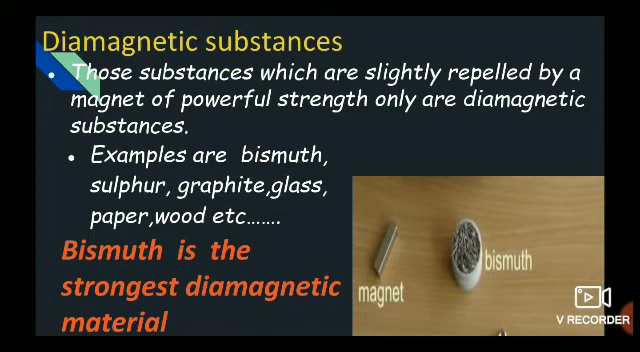 Diamagnetic substances
• Those substances which are slightly repelled by a
magnet of powerful strength only are diamagnetic
substances.
• Examples are bismuth,
sulphur, graphite,glass,
paper,wood etc.......
Bismuth is the
strongest diamagnetic
material
magnet
bismuth
V RECORDER